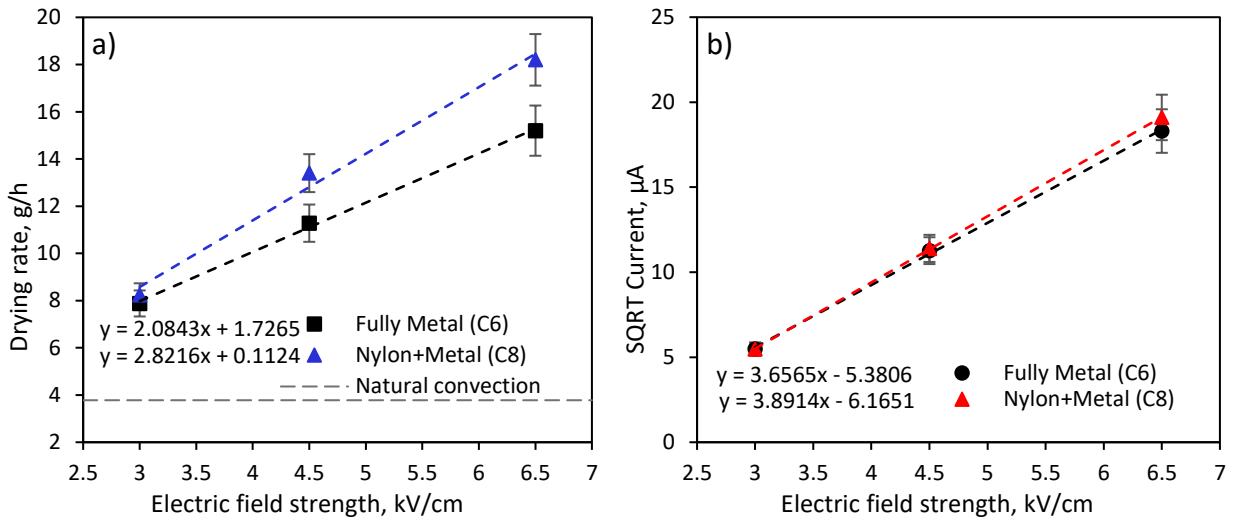 a)
Drying rate, g/h
20
18
16
14
12
10
8
6
4
2
y = 2.0843x + 1.7265
Fully Metal (C6)
y = 2.8216x + 0.1124
Nylon+Metal (C8)
Natural convection
2.5 3 3.5 4 4.5 5 5.5 6 6.5 7
Electric field strength, kV/cm
b)
SQRT Current, µA
25
20
15
10
5
0
y = 3.6565x - 5.3806
Fully Metal (C6)
y = 3.8914x - 6.1651
Nylon+Metal (C8)
2.5 3 3.5 4 4.5 5 5.5 6 6.5 7
Electric field strength, kV/cm